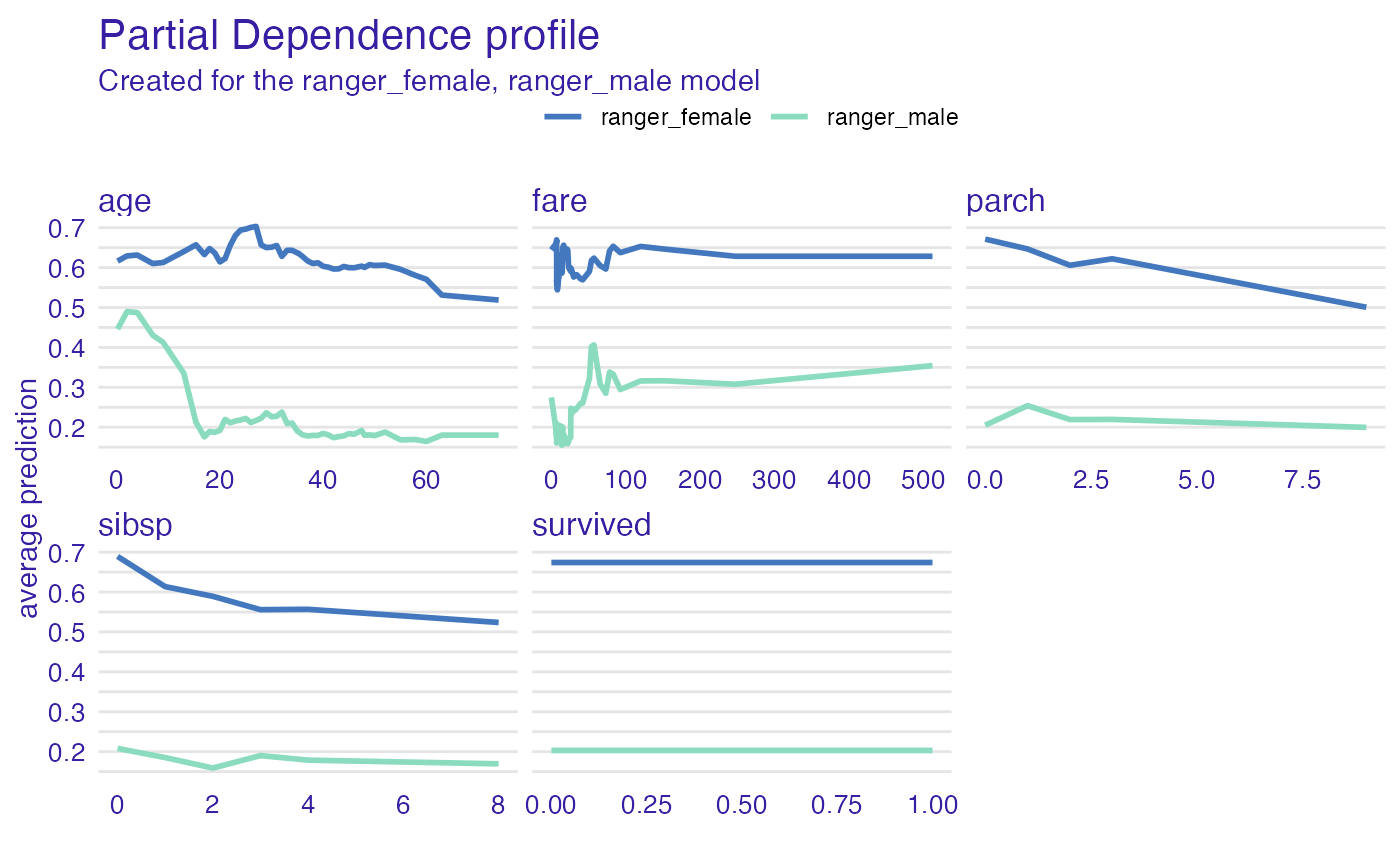 Partial Dependence profile
Created for the ranger_female, ranger_male model
ranger_female ranger_male
age fare parch
0.7
0.6
0.5
0.4
0.3
0.2
0 20 40 60 0 100 200 300 400 500 0.0 2.5 5.0 7.5
average prediction
sibsp survived
0.7
0.6
0.5
0.4
0.3
0.2
0 2 4 6 8 0.00 0.25 0.50 0.75 1.00